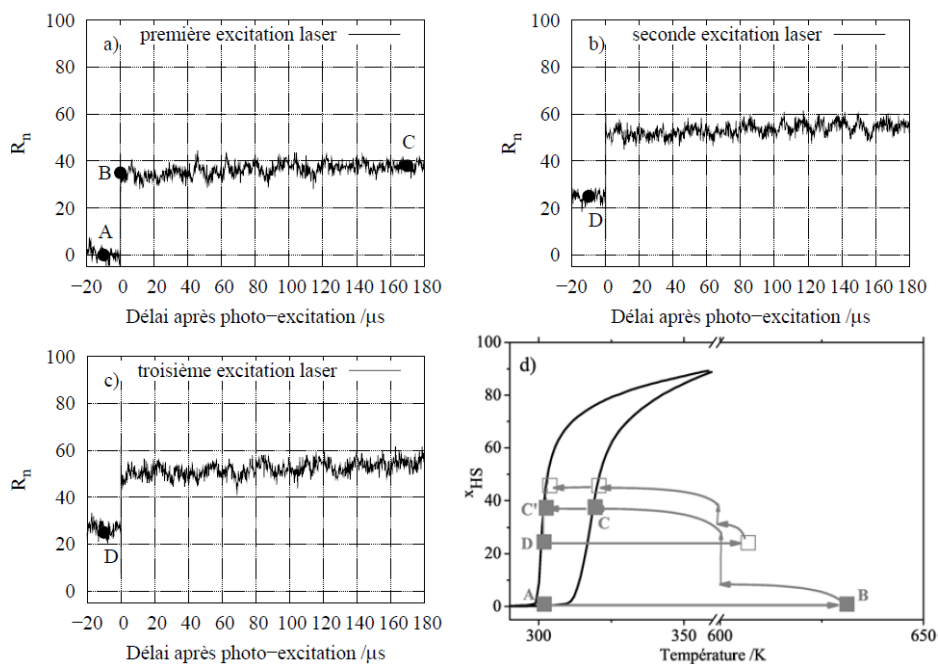 a)
première excitation laser
100
80
60
40
20
0
R_n
A
B
C
−20 0 20 40 60 80 100 120 140 160 180
Délai après photo−excitation /µs
b)
seconde excitation laser
100
80
60
40
20
0
R_n
D
−20 0 20 40 60 80 100 120 140 160 180
Délai après photo−excitation /µs
c)
troisième excitation laser
100
80
60
40
20
0
R_n
D
−20 0 20 40 60 80 100 120 140 160 180
Délai après photo−excitation /µs
d)
100
80
60
40
20
0
x_HS
C'
C
D
A
B
300 350 600 650
Température /K